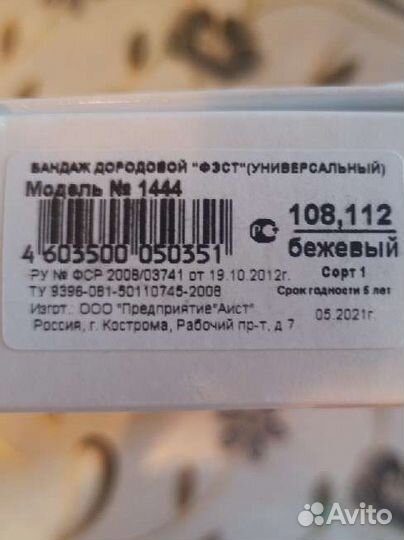 БАНДАЖ ДОРОДОВОЙ "ФЭСТ"(УНИВЕРСАЛЬНЫЙ)
Модель № 1444
4 603500 050351
РСТ
108,112
бежевый
РУ № ФСР 2008/03741 от 19.10.2012г.
Сорт 1
ТУ 9396-081-50110745-2008
Срок годности 5 лет
Изгот.: ООО "Предприятие"Аист"
Россия, г. Кострома, Рабочий пр-т, д 7
05.2021г.
Avito